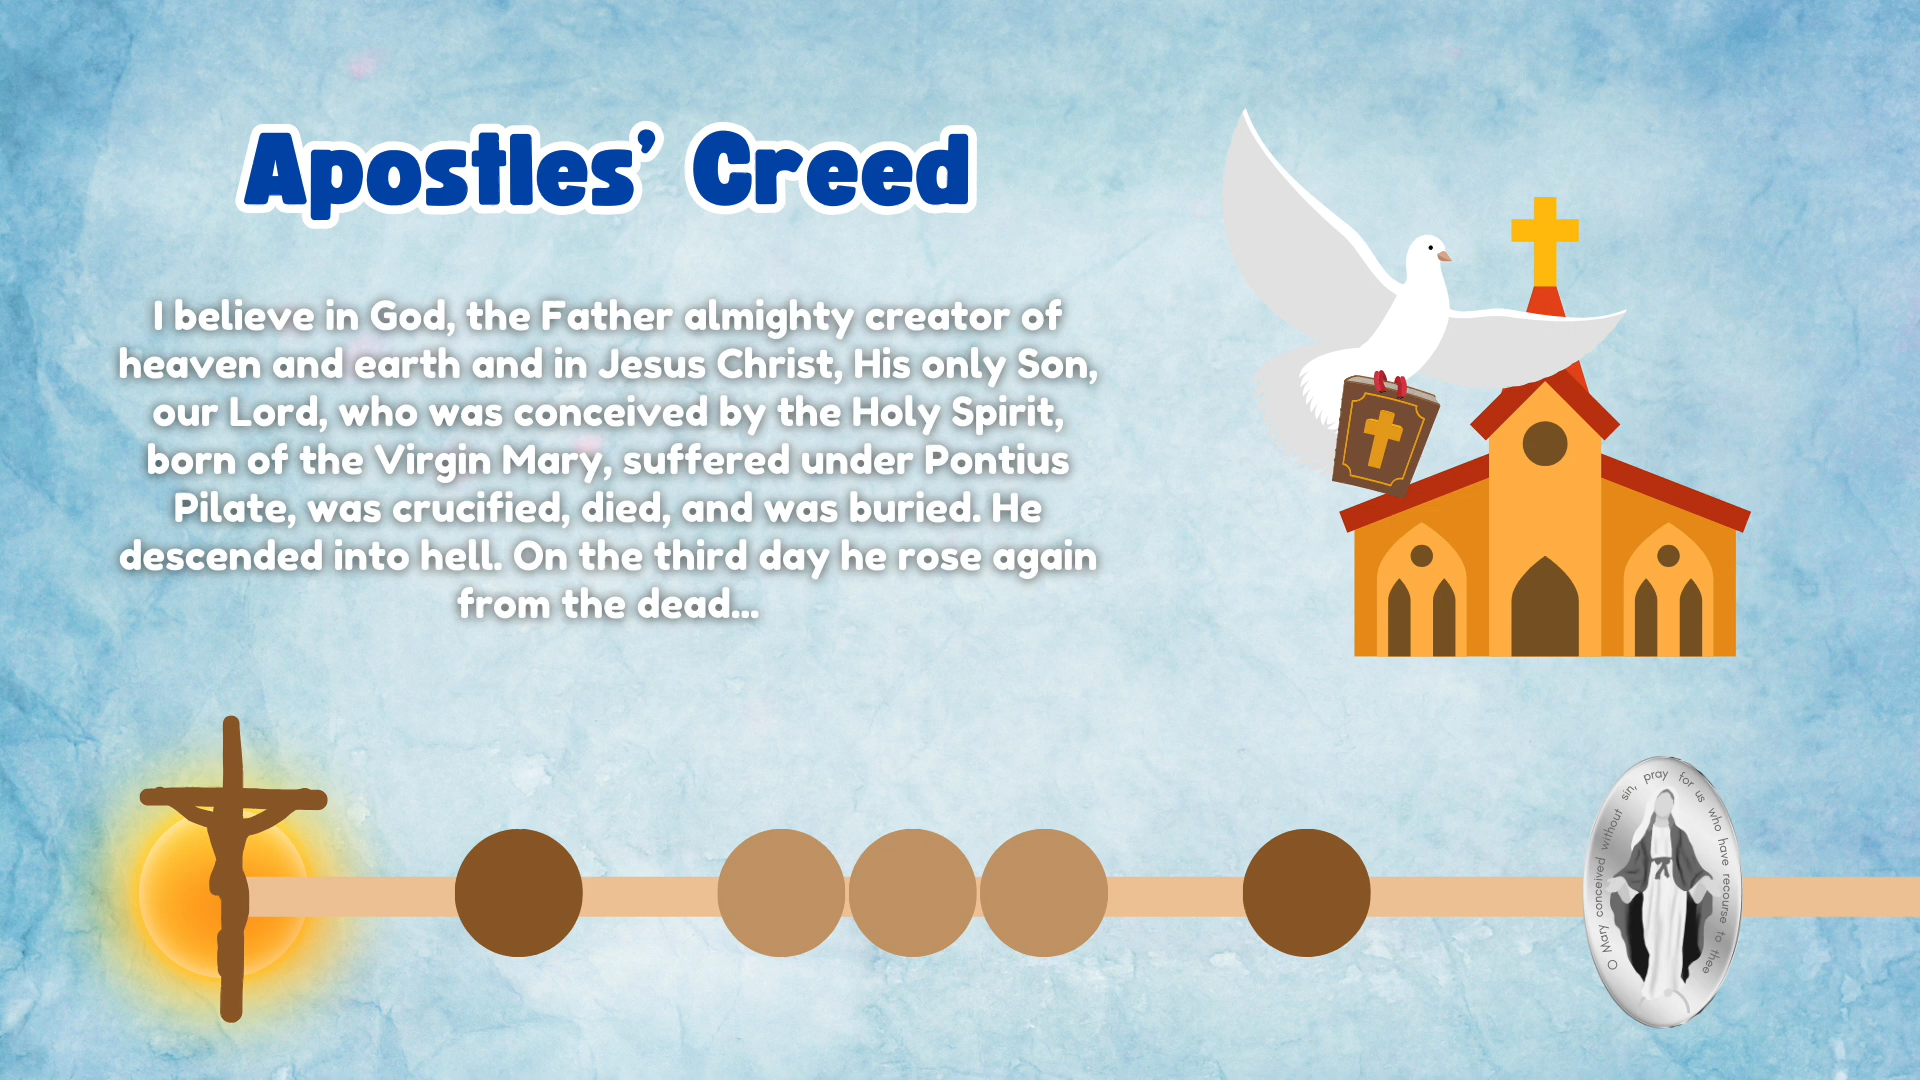 Apostles’ Creed
I believe in God, the Father almighty creator of
heaven and earth and in Jesus Christ, His only Son,
our Lord, who was conceived by the Holy Spirit,
born of the Virgin Mary, suffered under Pontius
Pilate, was crucified, died, and was buried. He
descended into hell. On the third day he rose again
from the dead...
O Mary conceived without sin, pray for us who have recourse to thee